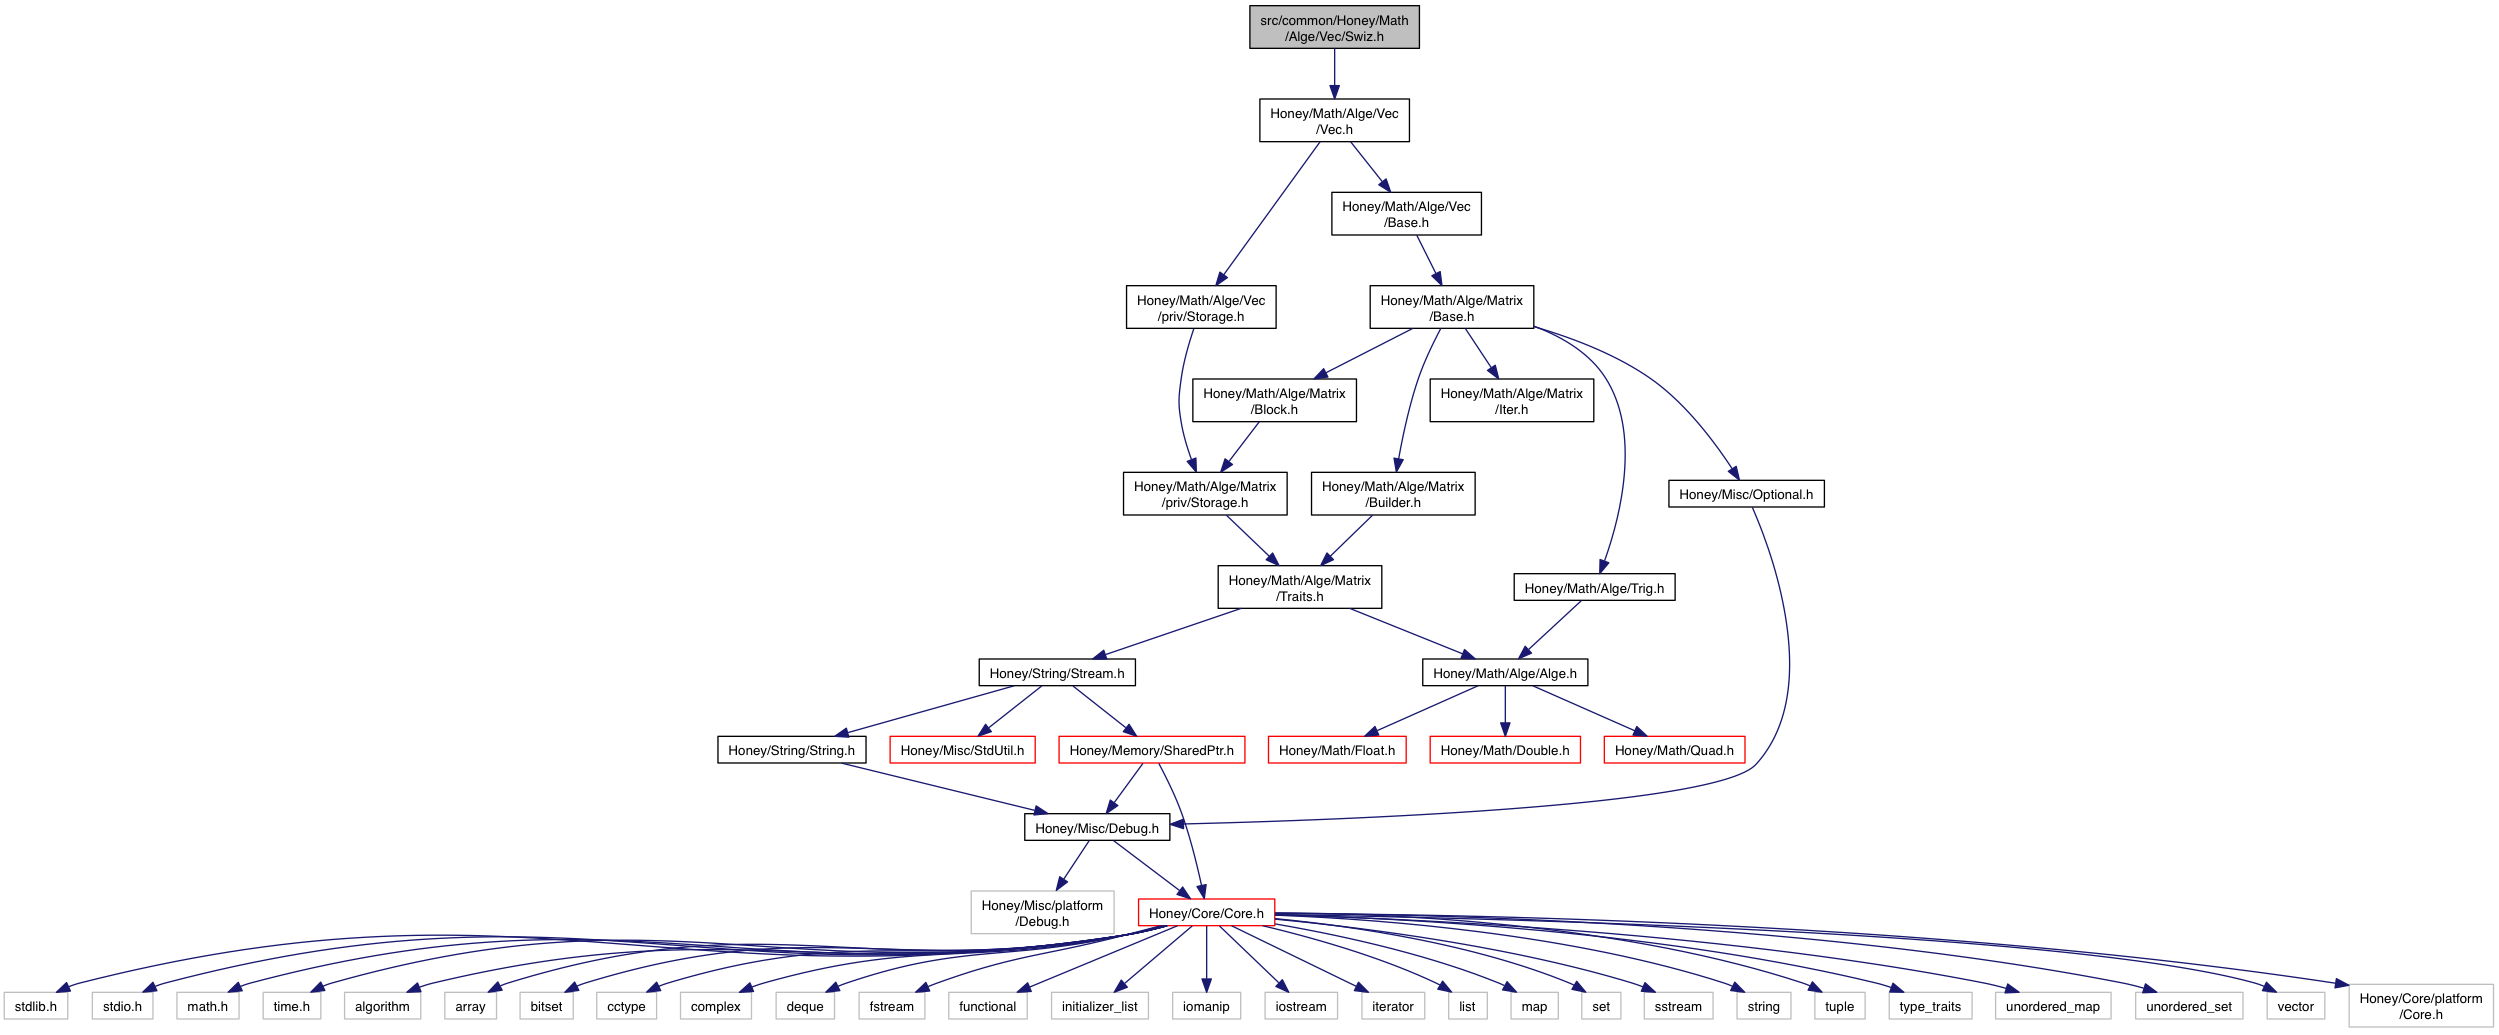 src/common/Honey/Math
/Alge/Vec/Swiz.h
Honey/Math/Alge/Vec
/Vec.h
Honey/Math/Alge/Vec
/Base.h
Honey/Math/Alge/Vec
/priv/Storage.h
Honey/Math/Alge/Matrix
/Base.h
Honey/Math/Alge/Matrix
/Block.h
Honey/Math/Alge/Matrix
/Iter.h
Honey/Math/Alge/Matrix
/priv/Storage.h
Honey/Math/Alge/Matrix
/Builder.h
Honey/Misc/Optional.h
Honey/Math/Alge/Matrix
/Traits.h
Honey/Math/Alge/Trig.h
Honey/String/Stream.h
Honey/Math/Alge/Alge.h
Honey/String/String.h
Honey/Misc/StdUtil.h
Honey/Memory/SharedPtr.h
Honey/Math/Float.h
Honey/Math/Double.h
Honey/Math/Quad.h
Honey/Misc/Debug.h
Honey/Misc/platform
/Debug.h
Honey/Core/Core.h
stdlib.h
stdio.h
math.h
time.h
algorithm
array
bitset
cctype
complex
deque
fstream
functional
initializer_list
iomanip
iostream
iterator
list
map
set
sstream
string
tuple
type_traits
unordered_map
unordered_set
vector
Honey/Core/platform
/Core.h